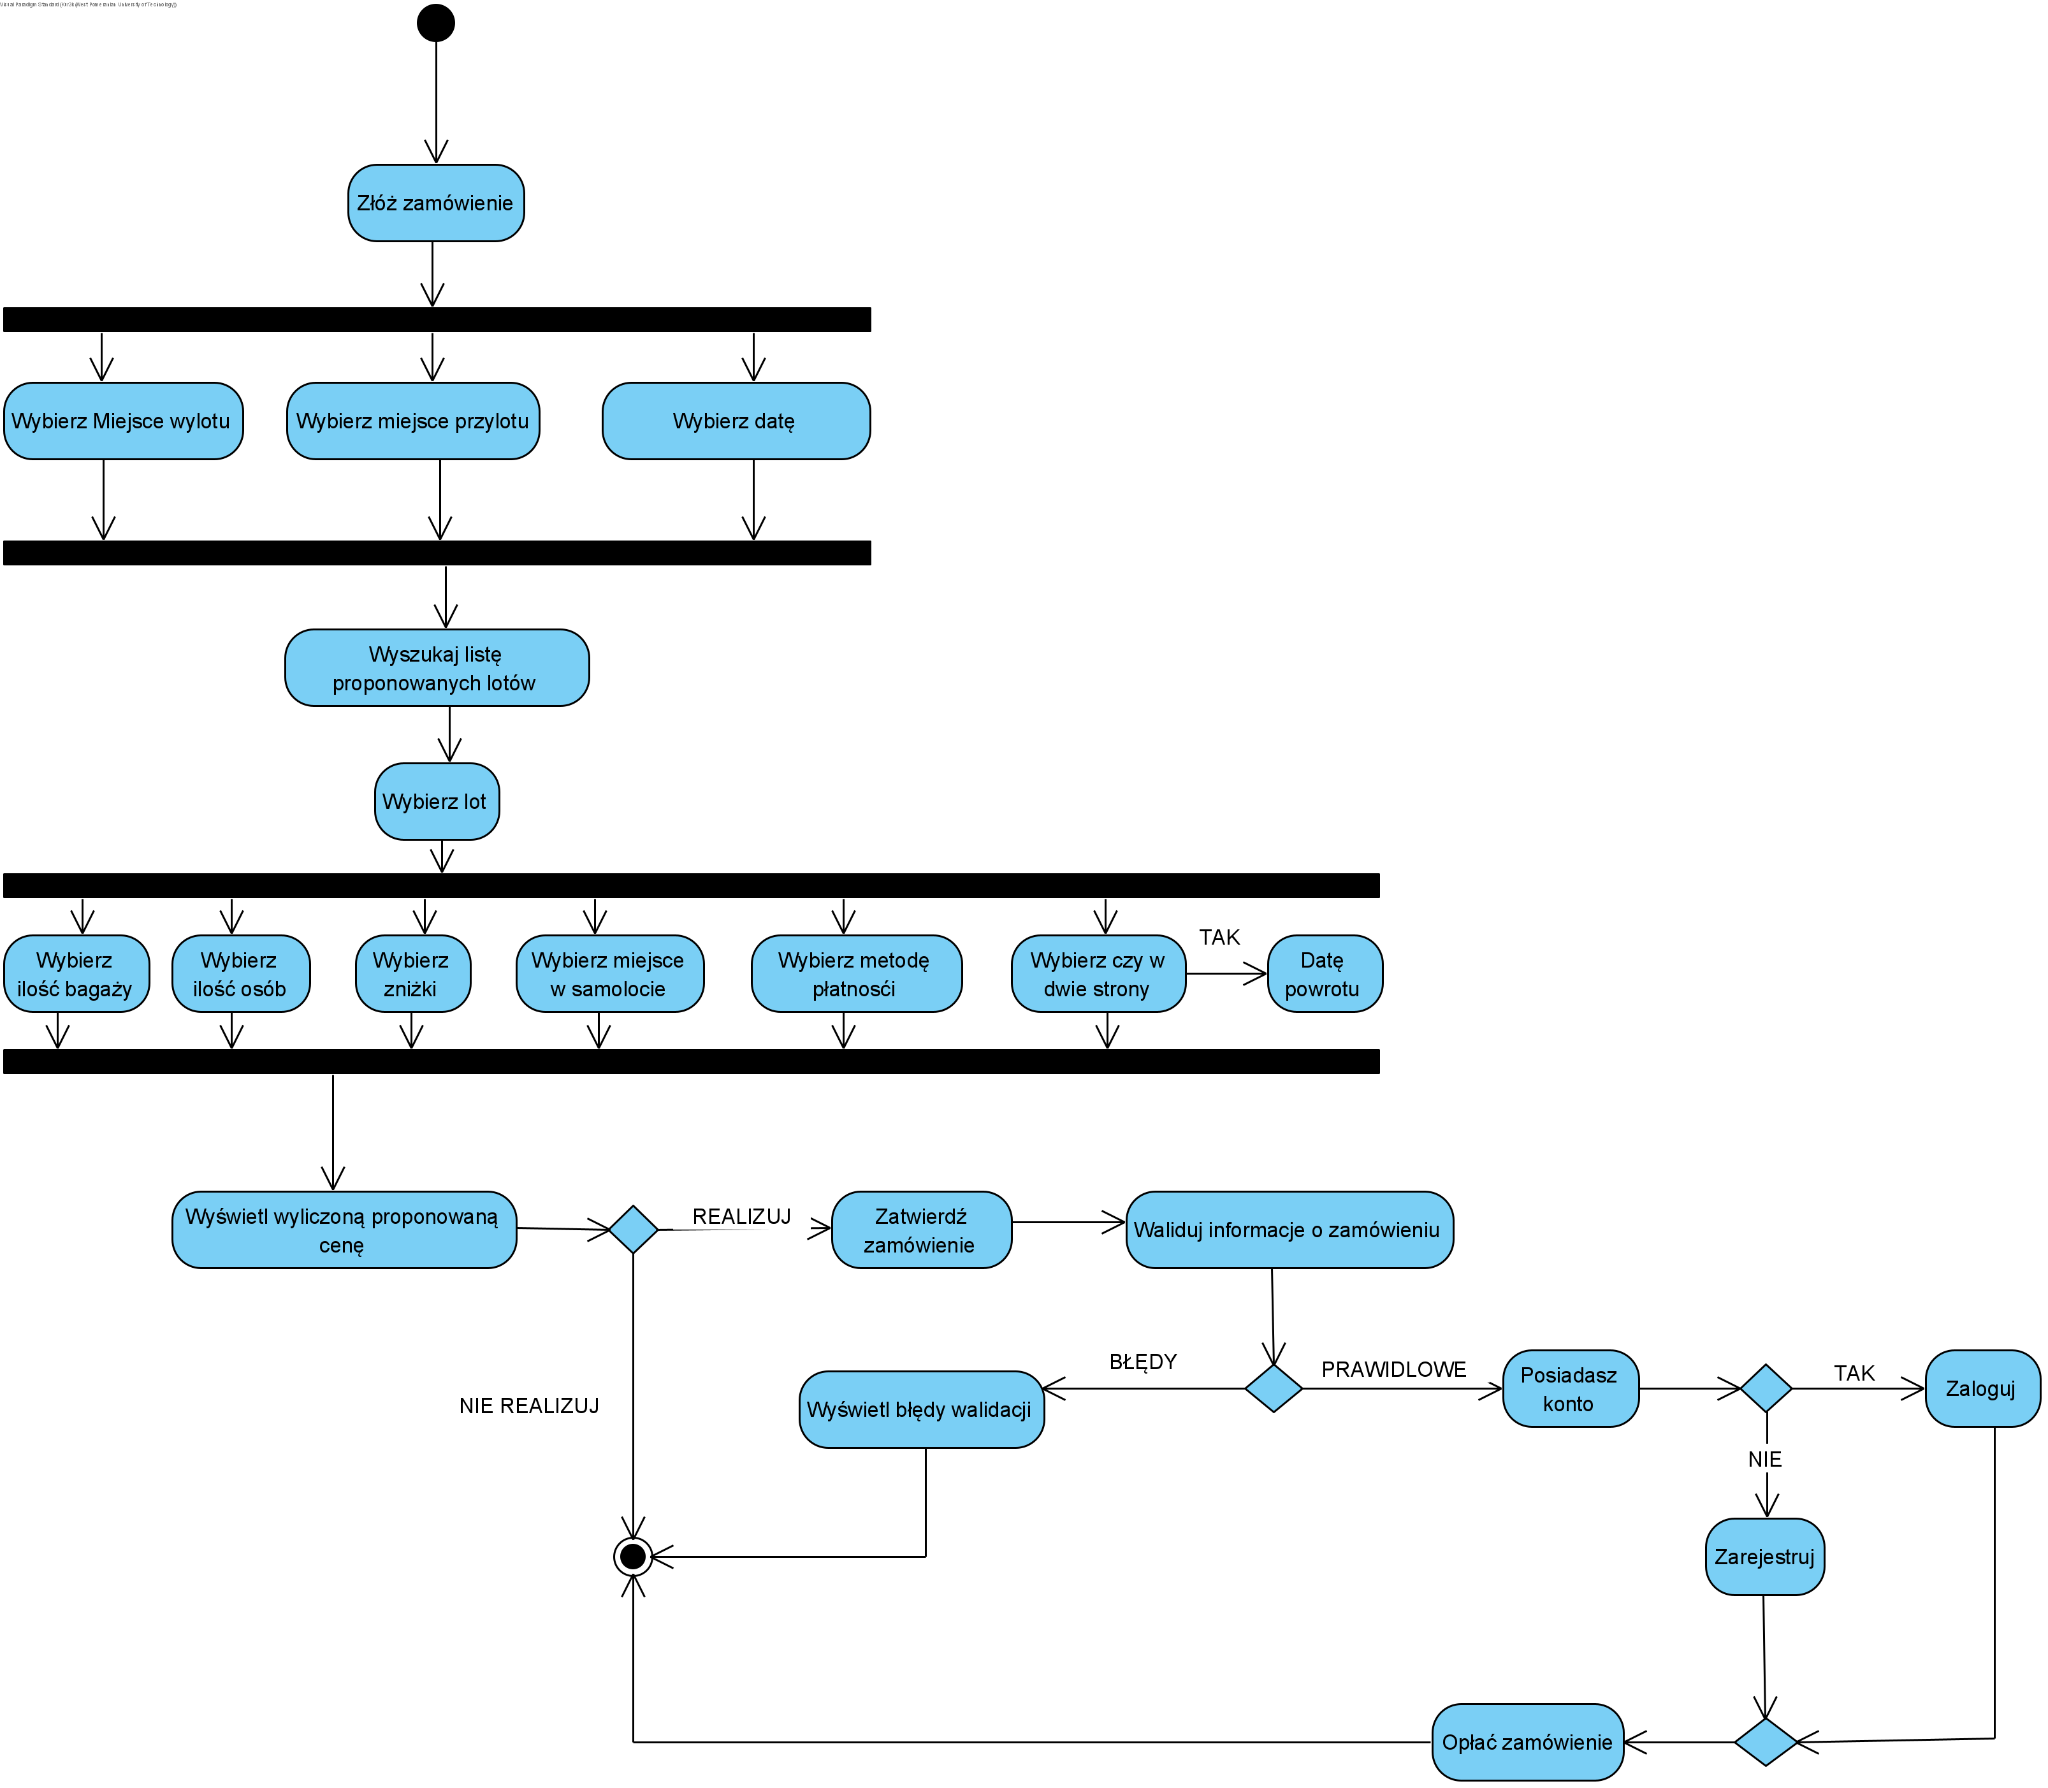 Złóż zamówienie
Wybierz Miejsce wylotu
Wybierz miejsce przylotu
Wybierz datę
Wyszukaj listę
proponowanych lotów
Wybierz lot
Wybierz
ilość bagaży
Wybierz
ilość osób
Wybierz
zniżki
Wybierz miejsce
w samolocie
Wybierz metodę
płatnosći
Wybierz czy w
dwie strony
TAK
Datę
powrotu
Wyświetl wyliczoną proponowaną
cenę
REALIZUJ
Zatwierdź
zamówienie
Waliduj informacje o zamówieniu
NIE REALIZUJ
BŁĘDY
Wyświetl błędy walidacji
PRAWIDLOWE
Posiadasz
konto
TAK
Zaloguj
NIE
Zarejestruj
Opłać zamówienie